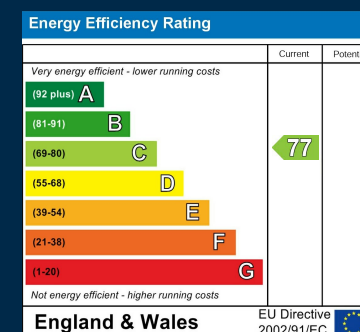 Energy Efficiency Rating
Current
Very energy efficient - lower running costs
(92 plus) A
(81-91) B
(69-80) C
77
(55-68) D
(39-54) E
(21-38) F
(1-20) G
Not energy efficient - higher running costs
England & Wales
EU Directive
2002/91/EC